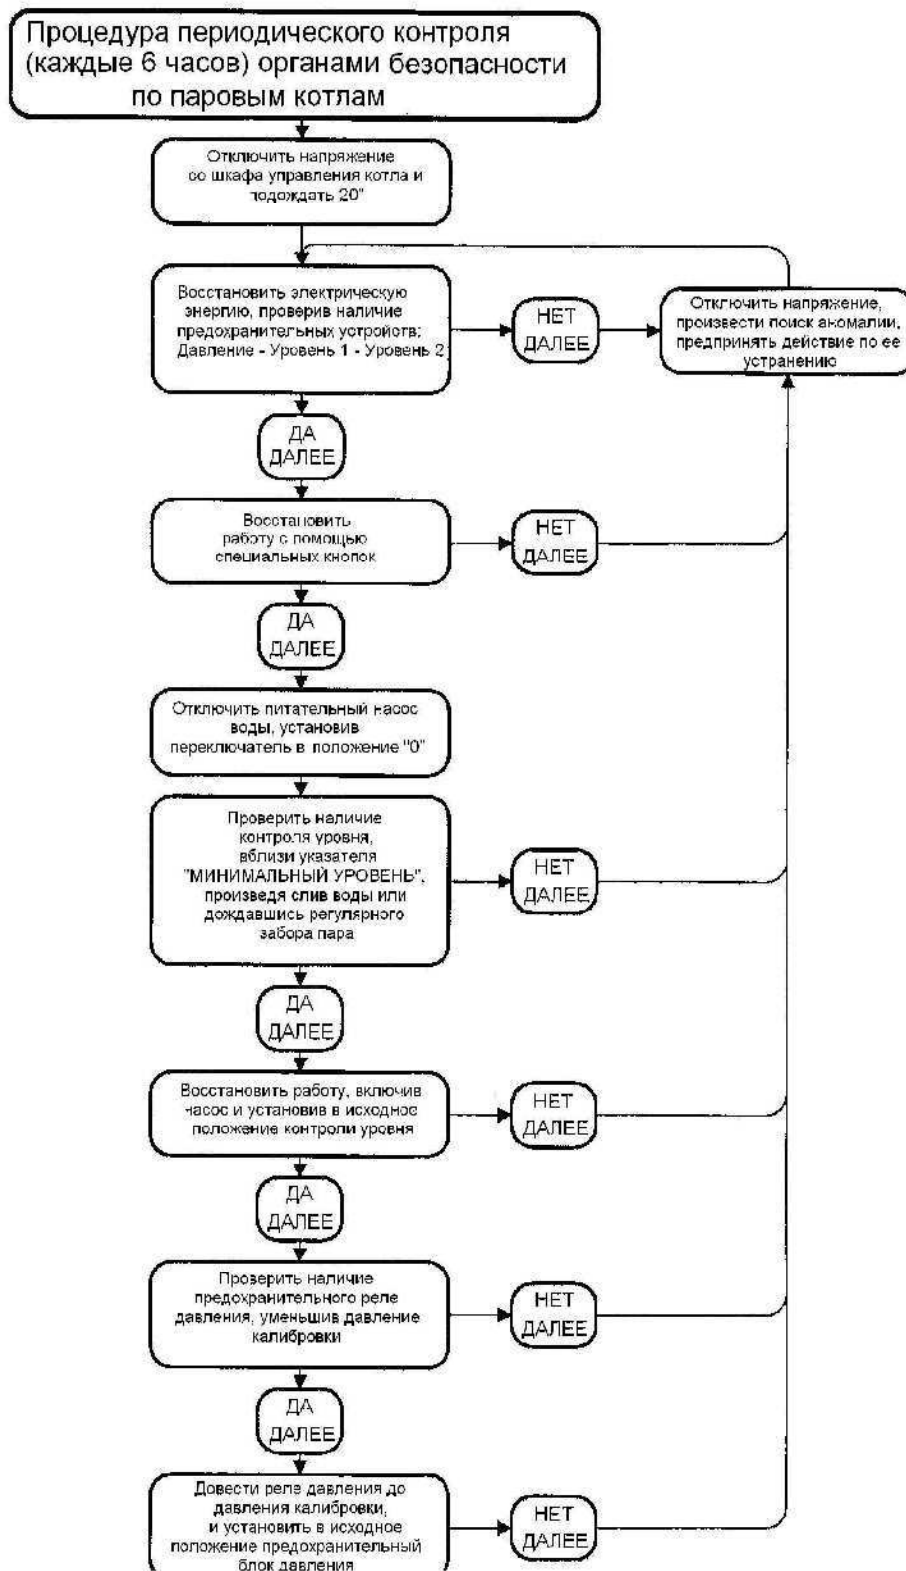 Процедура периодического контроля
(каждые 6 часов) органами безопасности
по паровым котлам
Отключить напряжение
со шкафа управления котла и
подождать 20"
Восстановить электрическую
энергию, проверив наличие
предохранительных устройств:
Давление - Уровень 1 - Уровень 2
НЕТ
ДАЛЕЕ
Отключить напряжение,
произвести поиск аномалии,
предпринять действие по ее
устранению
ДА
ДАЛЕЕ
Восстановить
работу с помощью
специальных кнопок
НЕТ
ДАЛЕЕ
ДА
ДАЛЕЕ
Отключить питательный насос
воды, установив
переключатель в положение "0"
Проверить наличие
контроля уровня,
вблизи указателя
"МИНИМАЛЬНЫЙ УРОВЕНЬ",
произведя слив воды или
дождавшись регулярного
забора пара
НЕТ
ДАЛЕЕ
ДА
ДАЛЕЕ
Восстановить работу, включив
насос и установив в исходное
положение контроли уровня
НЕТ
ДАЛЕЕ
ДА
ДАЛЕЕ
Проверить наличие
предохранительного реле
давления, уменьшив давление
калибровки
НЕТ
ДАЛЕЕ
ДА
ДАЛЕЕ
Довести реле давления до
давления калибровки,
и установить в исходное
положение предохранительный
блок давления
НЕТ
ДАЛЕЕ